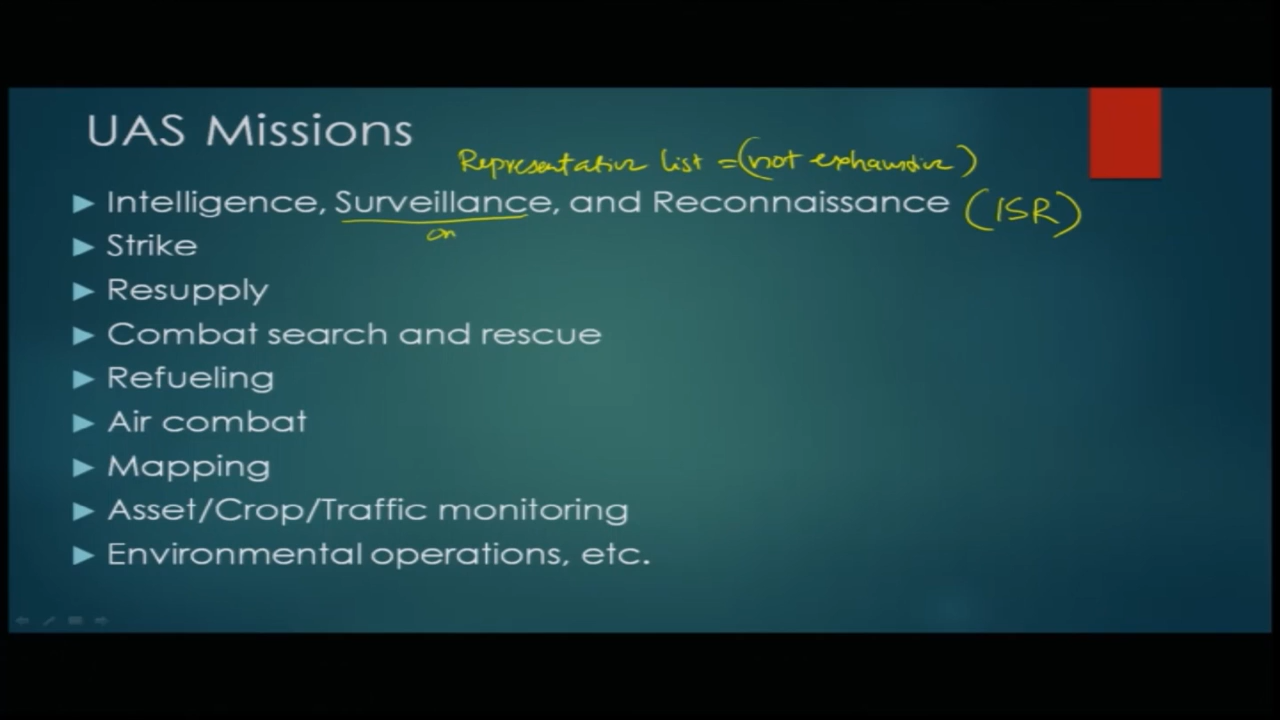 UAS Missions
Representative list = (not exhaustive)
▶ Intelligence, Surveillance, and Reconnaissance (ISR)
on
▶ Strike
▶ Resupply
▶ Combat search and rescue
▶ Refueling
▶ Air combat
▶ Mapping
▶ Asset/Crop/Traffic monitoring
▶ Environmental operations, etc.